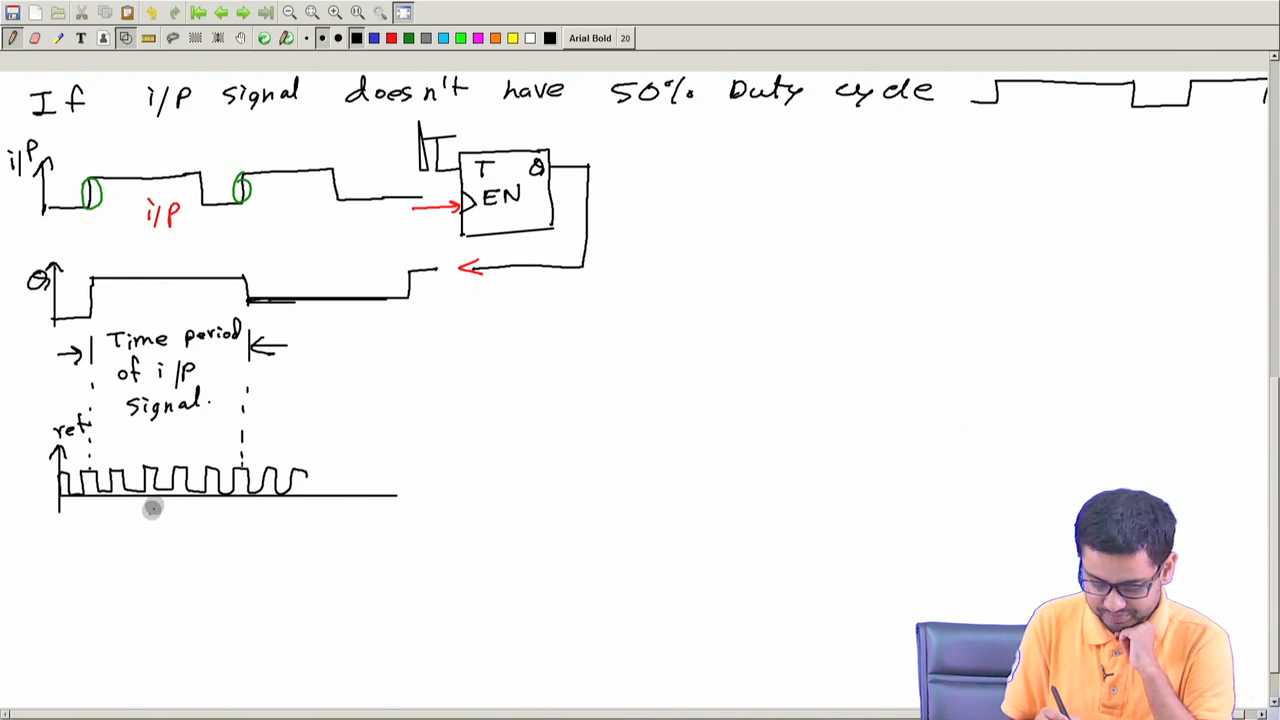 Arial Bold 20
If i/p signal doesn't have 50% Duty cycle
i/p
T Q
EN
i/p
Q
Time period
of i/p
signal.
ref